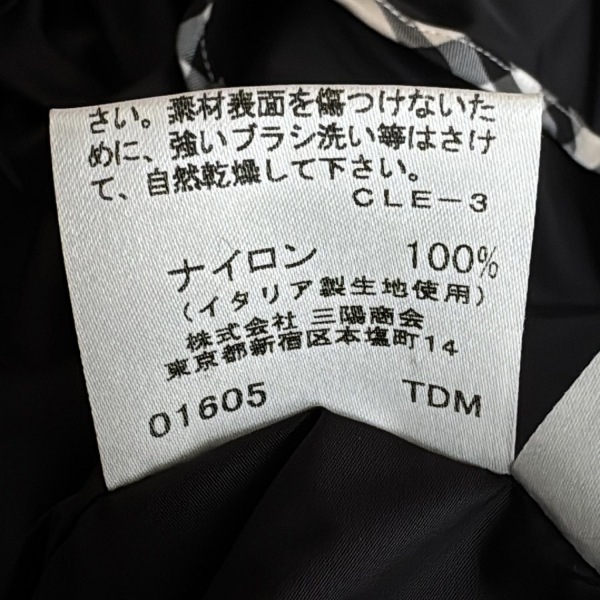 さい。素材表面を傷つけないた
めに、強いブラシ洗い等はさけ
て、自然乾燥して下さい。
CLE-3
ナイロン 100%
(イタリア製生地使用)
株式会社 三陽商会
東京都新宿区本塩町14
01605 TDM